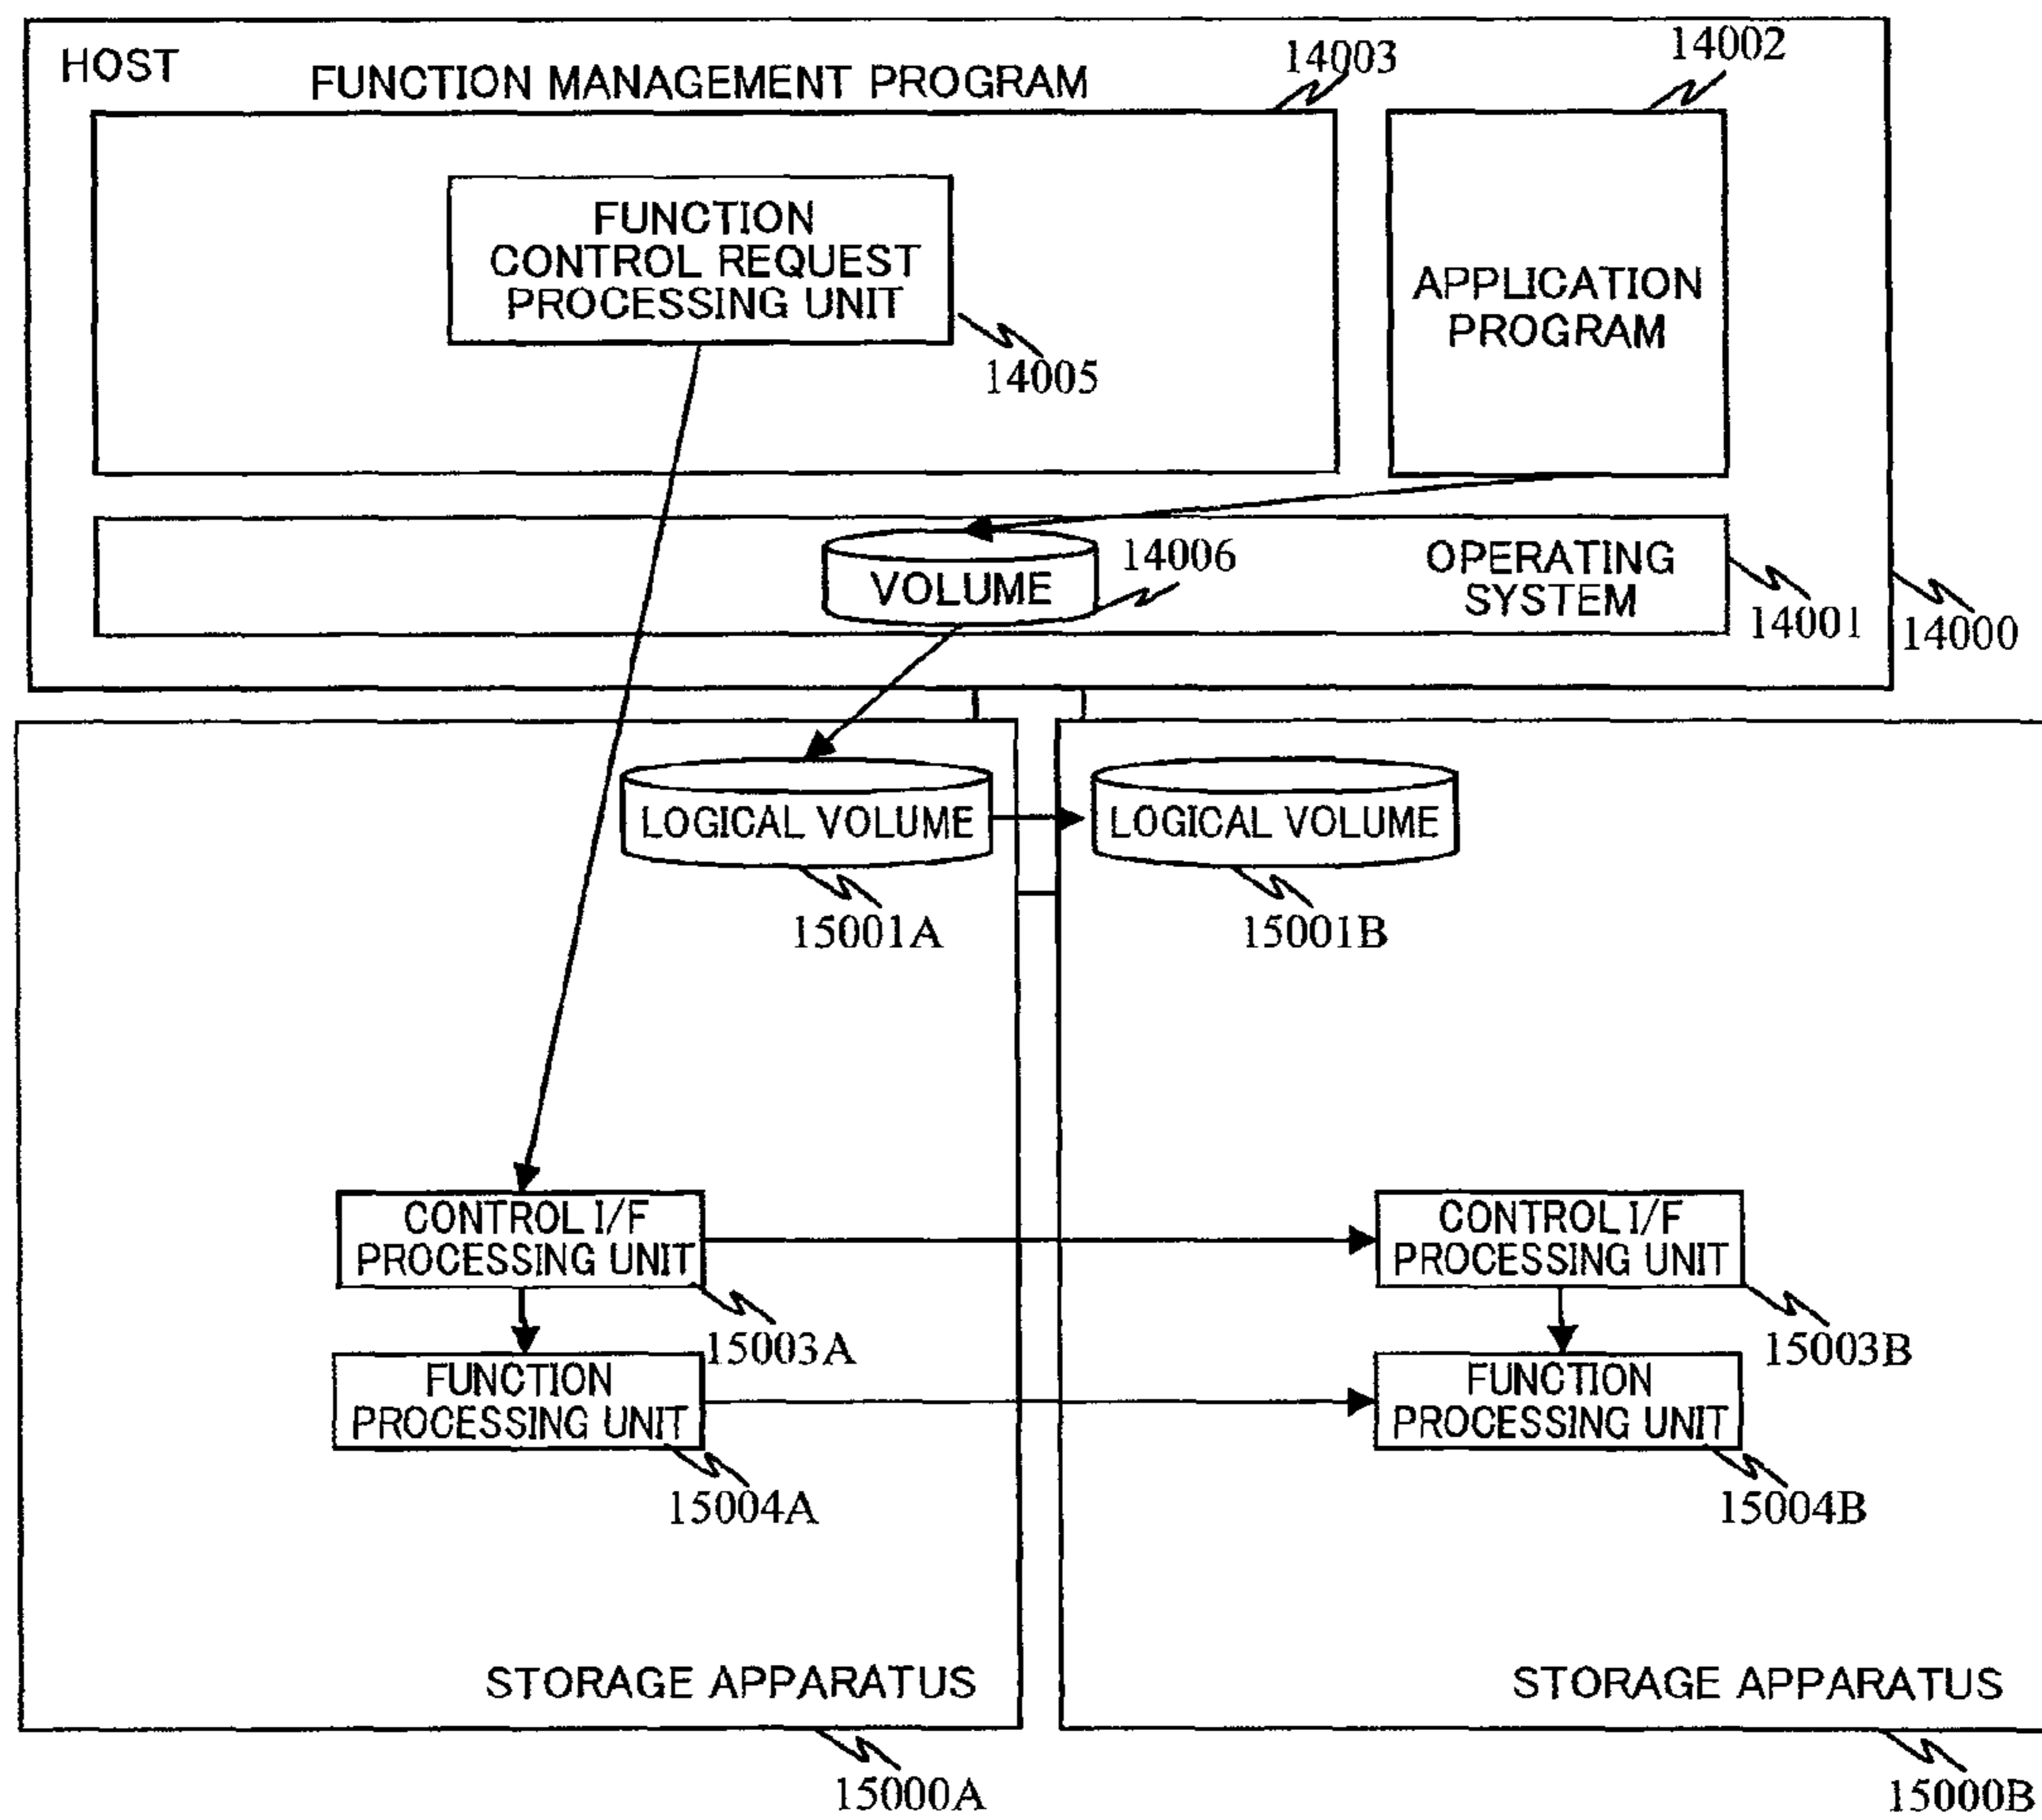 HOST
FUNCTION MANAGEMENT PROGRAM
14003
14002
FUNCTION
CONTROL REQUEST
PROCESSING UNIT
14005
APPLICATION
PROGRAM
VOLUME
14006
OPERATING
SYSTEM
14001
14000
LOGICAL VOLUME
LOGICAL VOLUME
15001A
15001B
CONTROL I/F
PROCESSING UNIT
15003A
CONTROL I/F
PROCESSING UNIT
15003B
FUNCTION
PROCESSING UNIT
15004A
FUNCTION
PROCESSING UNIT
15004B
STORAGE APPARATUS
STORAGE APPARATUS
15000A
15000B